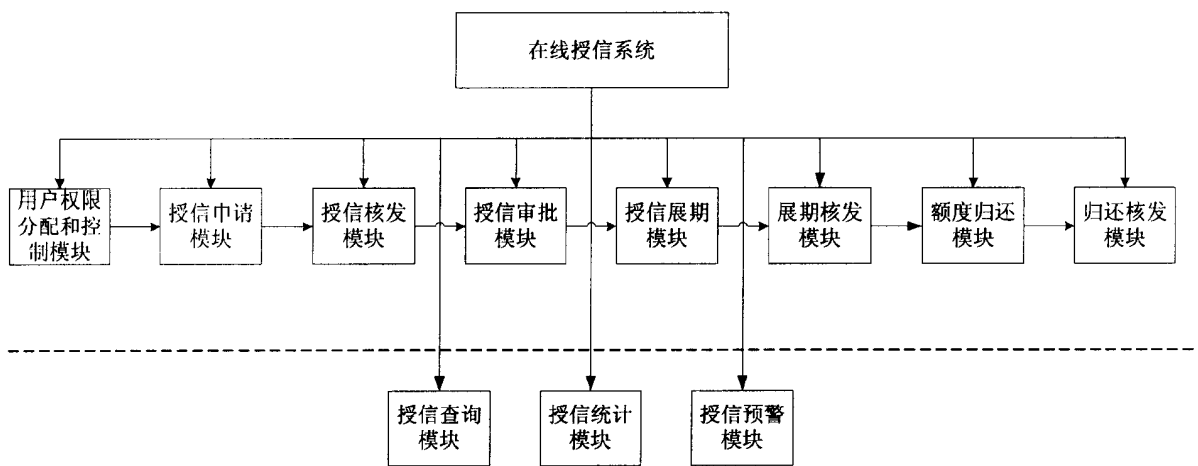 在线授信系统
用户权限
分配和控
制模块
授信申请
模块
授信核发
模块
授信审批
模块
授信展期
模块
展期核发
模块
额度归还
模块
归还核发
模块
授信查询
模块
授信统计
模块
授信预警
模块